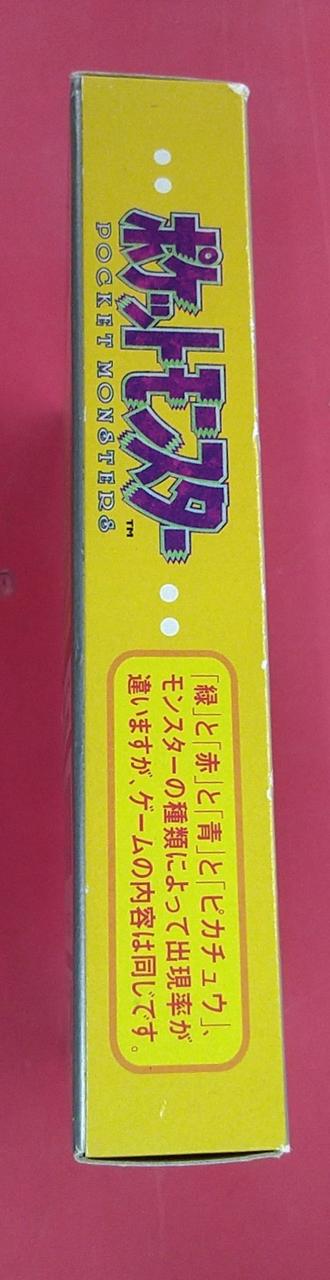 ポケットモンスター
POCKET MONSTERS™
「緑」と「赤」と「青」と「ピカチュウ」、
モンスターの種類によって出現率が
違いますが、ゲームの内容は同じです。